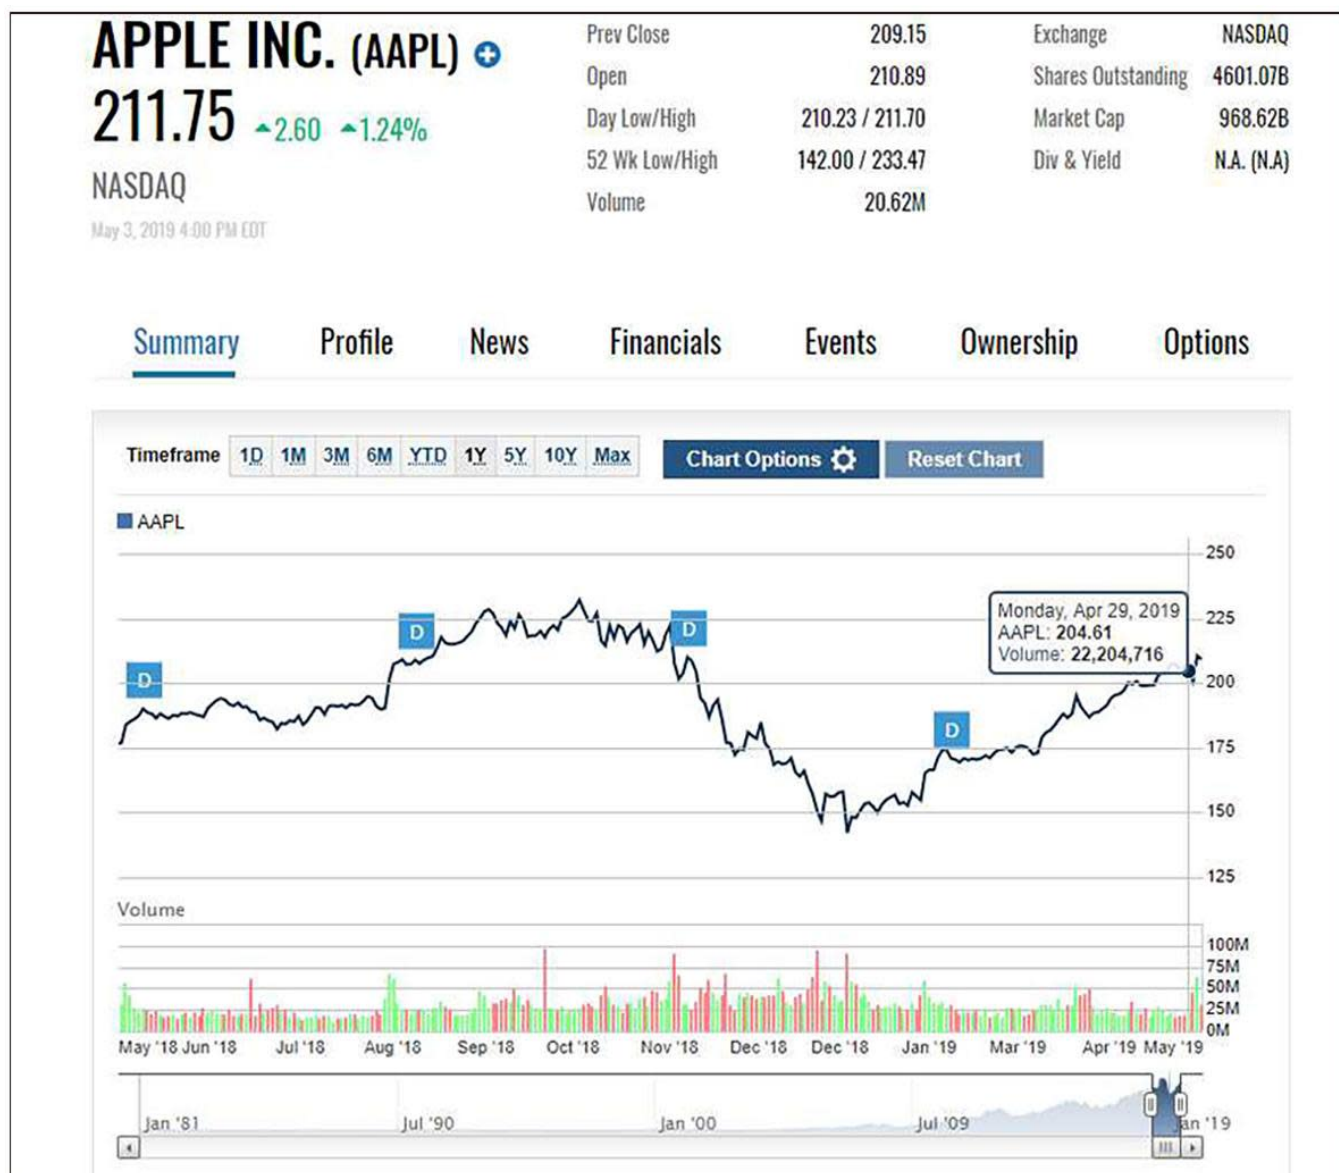 APPLE INC. (AAPL)
211.75 2.60 1.24%
NASDAQ
May 3, 2019 4:00 PM EDT
Prev Close 209.15
Open 210.89
Day Low/High 210.23 / 211.70
52 Wk Low/High 142.00 / 233.47
Volume 20.62M
Exchange NASDAQ
Shares Outstanding 4601.07B
Market Cap 968.62B
Div & Yield N.A. (N.A)
Summary Profile News Financials Events Ownership Options
Timeframe 1D 1M 3M 6M YTD 1Y 5Y 10Y Max Chart Options Reset Chart
AAPL
250
225
200
175
150
125
D
D
D
D
Monday, Apr 29, 2019
AAPL: 204.61
Volume: 22,204,716
Volume
100M
75M
50M
25M
0M
May '18 Jun '18 Jul '18 Aug '18 Sep '18 Oct '18 Nov '18 Dec '18 Dec '18 Jan '19 Mar '19 Apr '19 May '19
Jan '81 Jul '90 Jan '00 Jul '09 an '19